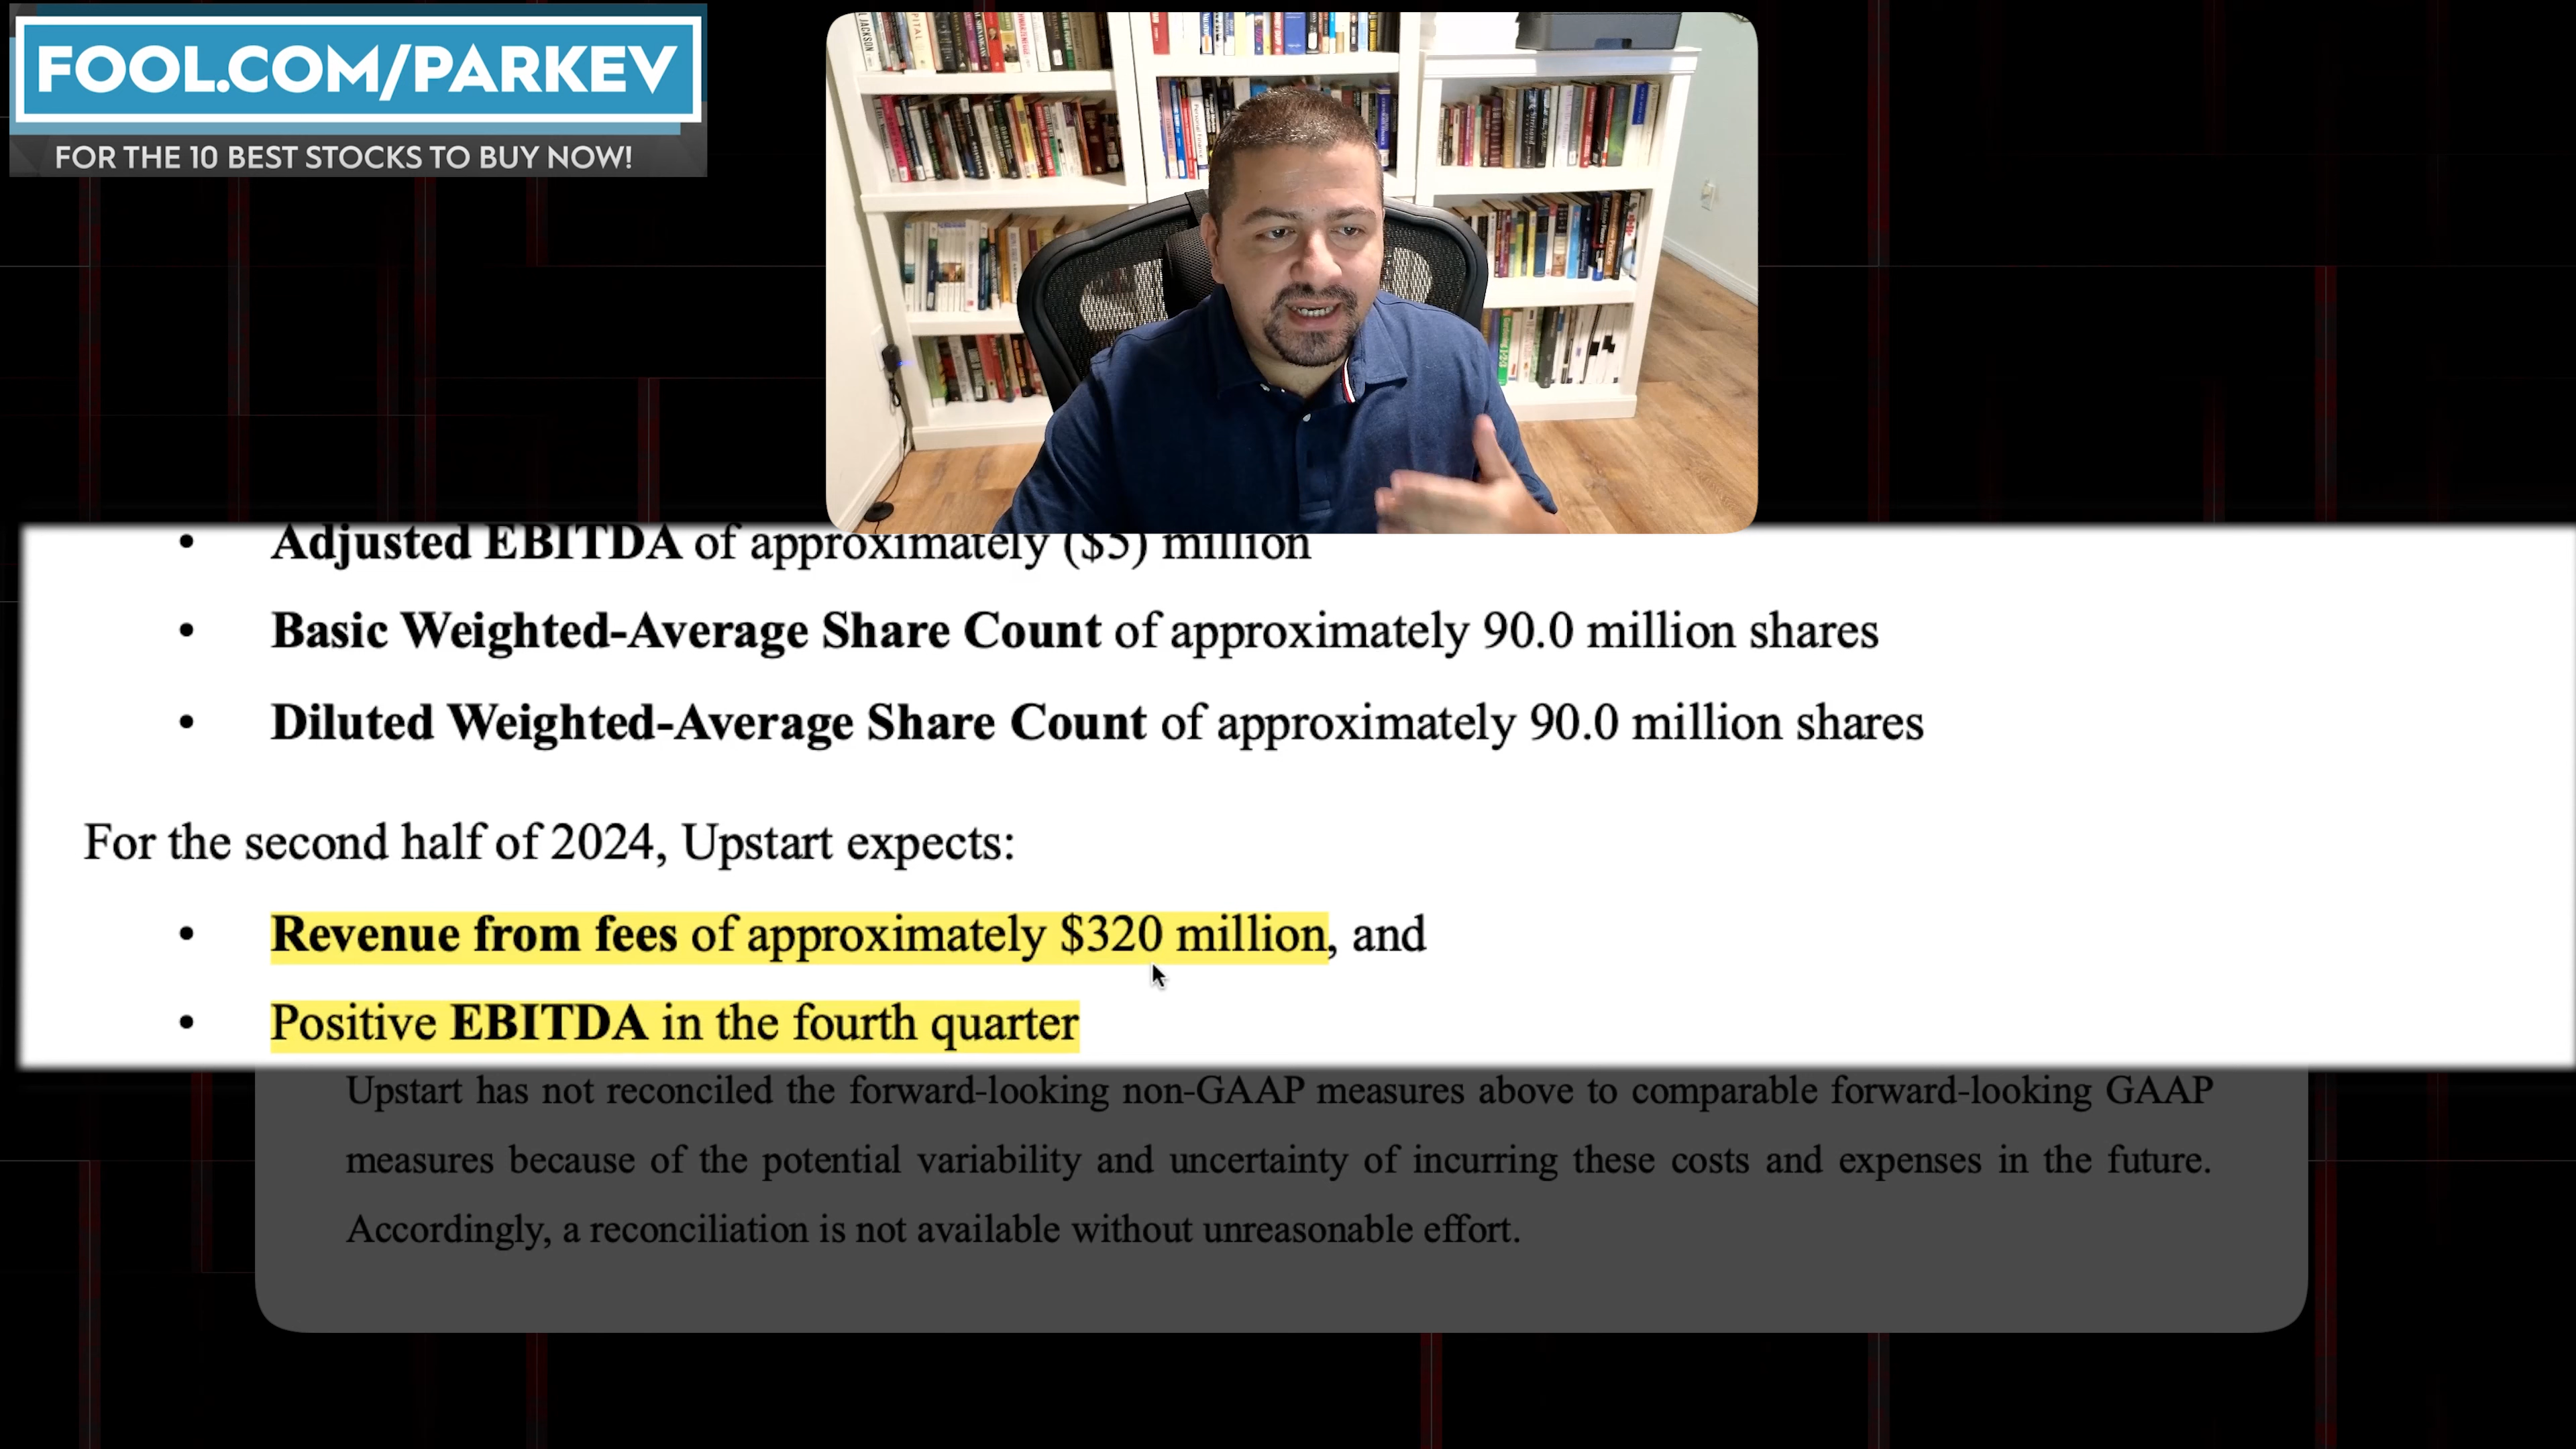 FOOL.COM/PARKEV
FOR THE 10 BEST STOCKS TO BUY NOW!
• Adjusted EBITDA of approximately ($5) million
• Basic Weighted-Average Share Count of approximately 90.0 million shares
• Diluted Weighted-Average Share Count of approximately 90.0 million shares
For the second half of 2024, Upstart expects:
• Revenue from fees of approximately $320 million, and
• Positive EBITDA in the fourth quarter
Upstart has not reconciled the forward-looking non-GAAP measures above to comparable forward-looking GAAP
measures because of the potential variability and uncertainty of incurring these costs and expenses in the future.
Accordingly, a reconciliation is not available without unreasonable effort.